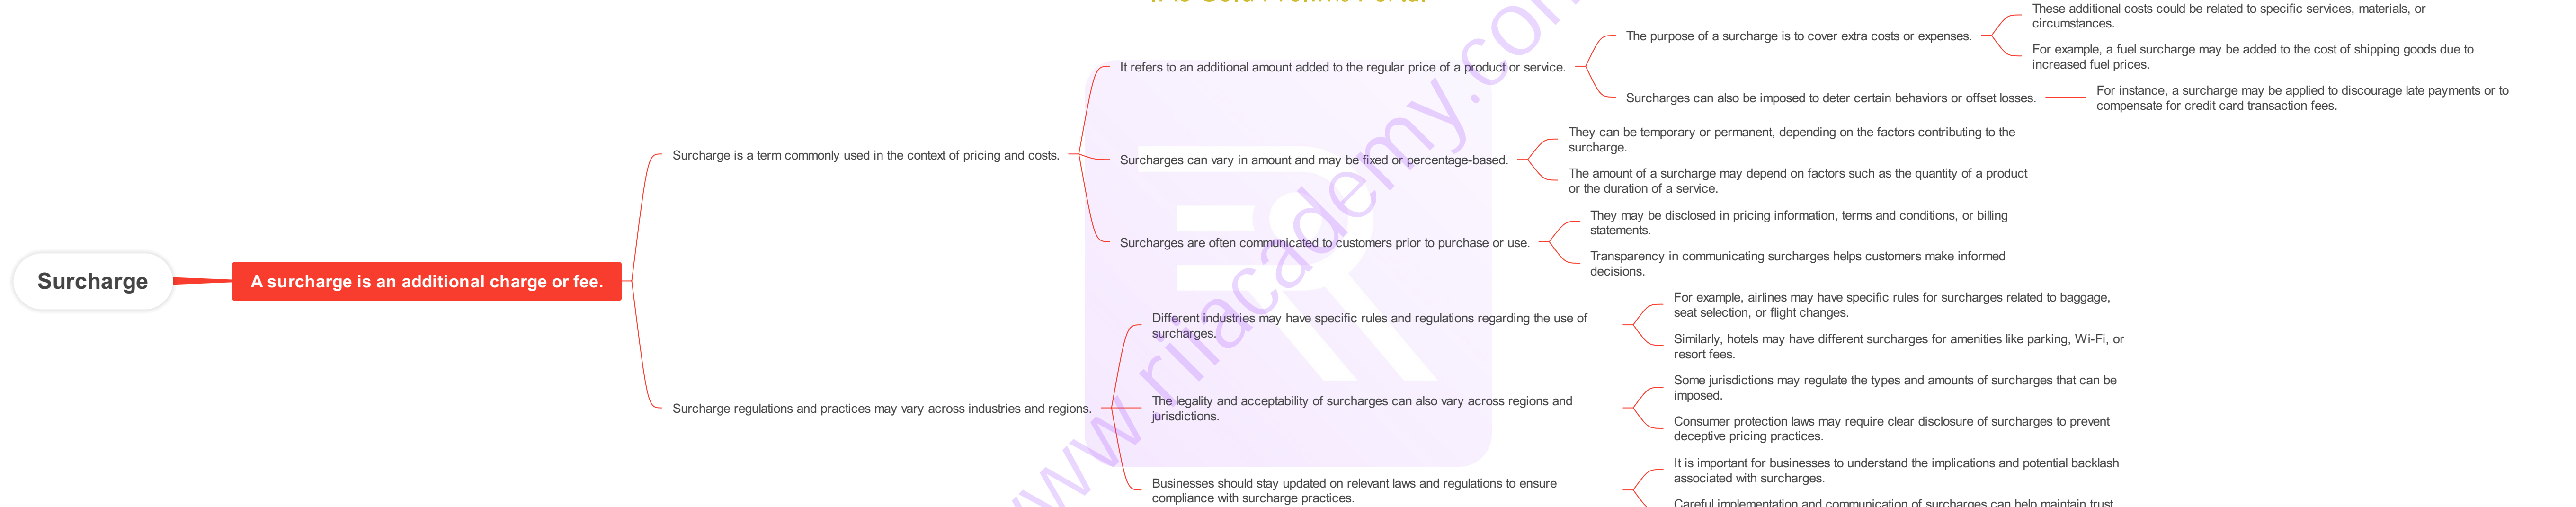 Surcharge
A surcharge is an additional charge or fee.
Surcharge is a term commonly used in the context of pricing and costs.
It refers to an additional amount added to the regular price of a product or service.
The purpose of a surcharge is to cover extra costs or expenses.
These additional costs could be related to specific services, materials, or
circumstances.
For example, a fuel surcharge may be added to the cost of shipping goods due to
increased fuel prices.
Surcharges can also be imposed to deter certain behaviors or offset losses.
For instance, a surcharge may be applied to discourage late payments or to
compensate for credit card transaction fees.
Surcharges can vary in amount and may be fixed or percentage-based.
They can be temporary or permanent, depending on the factors contributing to the
surcharge.
The amount of a surcharge may depend on factors such as the quantity of a product
or the duration of a service.
Surcharges are often communicated to customers prior to purchase or use.
They may be disclosed in pricing information, terms and conditions, or billing
statements.
Transparency in communicating surcharges helps customers make informed
decisions.
Surcharge regulations and practices may vary across industries and regions.
Different industries may have specific rules and regulations regarding the use of
surcharges.
For example, airlines may have specific rules for surcharges related to baggage,
seat selection, or flight changes.
Similarly, hotels may have different surcharges for amenities like parking, Wi-Fi, or
resort fees.
The legality and acceptability of surcharges can also vary across regions and
jurisdictions.
Some jurisdictions may regulate the types and amounts of surcharges that can be
imposed.
Consumer protection laws may require clear disclosure of surcharges to prevent
deceptive pricing practices.
Businesses should stay updated on relevant laws and regulations to ensure
compliance with surcharge practices.
It is important for businesses to understand the implications and potential backlash
associated with surcharges.
Careful implementation and communication of surcharges can help maintain trust
www.riliacademy.com